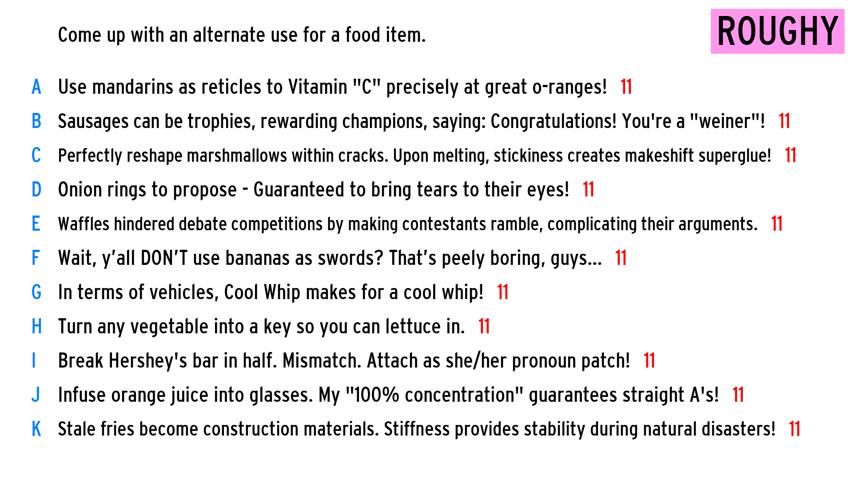 Come up with an alternate use for a food item.
ROUGHY
A Use mandarins as reticles to Vitamin "C" precisely at great o-ranges! 11
B Sausages can be trophies, rewarding champions, saying: Congratulations! You're a "weiner"! 11
C Perfectly reshape marshmallows within cracks. Upon melting, stickiness creates makeshift superglue! 11
D Onion rings to propose - Guaranteed to bring tears to their eyes! 11
E Waffles hindered debate competitions by making contestants ramble, complicating their arguments. 11
F Wait, y’all DON’T use bananas as swords? That’s peely boring, guys... 11
G In terms of vehicles, Cool Whip makes for a cool whip! 11
H Turn any vegetable into a key so you can lettuce in. 11
I Break Hershey's bar in half. Mismatch. Attach as she/her pronoun patch! 11
J Infuse orange juice into glasses. My "100% concentration" guarantees straight A's! 11
K Stale fries become construction materials. Stiffness provides stability during natural disasters! 11